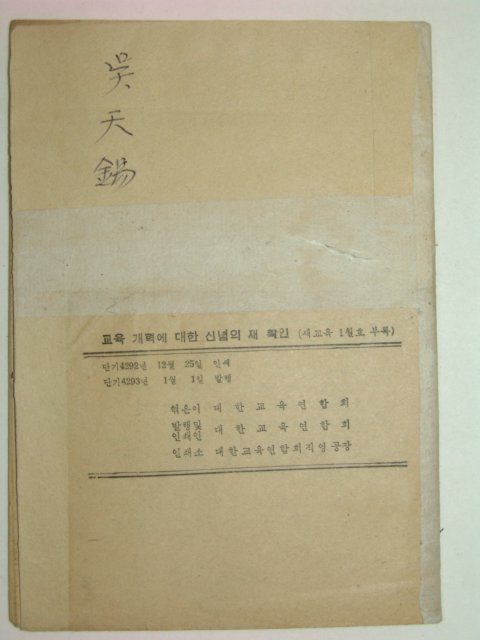 吳
天
錫
교육 개혁에 대한 신념의 재 확인 (새교육 1월호 부록)
단기4292년 12월 25일 인쇄
단기4293년 1월 1일 발행
엮은이 대한교육연합회
발행및
인쇄인 대한교육연합회
인쇄소 대한교육연합회직영공장